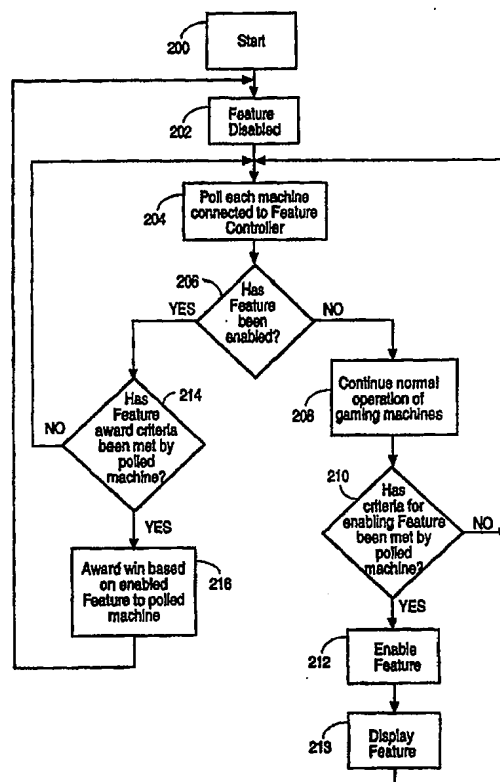 200
Start
202
Feature
Disabled
204
Poll each machine
connected to Feature
Controller
206
Has
Feature
been
enabled?
YES
NO
214
Has
Feature
award criteria
been met by
polled
machine?
NO
YES
208
Continue normal
operation of
gaming machines
210
Has
criteria for
enabling Feature
been met by
polled
machine?
NO
YES
216
Award win based
on enabled
Feature to polled
machine
212
Enable
Feature
213
Display
Feature